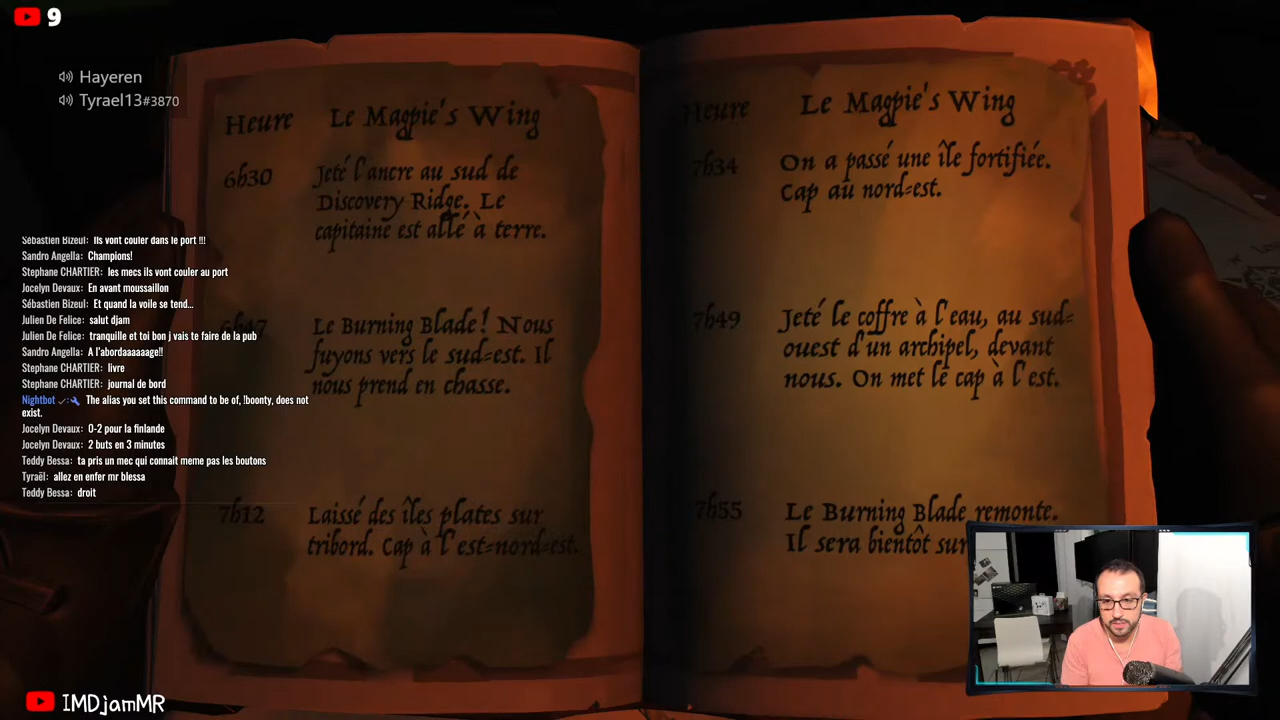 9
Hayeren
Tyrael13#3870
Heure Le Magpie's Wing
6h30 Jeté l'ancre au sud de
Discovery Ridge. Le
capitaine est allé à terre.
6h47 Le Burning Blade! Nous
fuyons vers le sud-est. Il
nous prend en chasse.
7h12 Laissé des îles plates sur
tribord. Cap à l'est-nord-est.
Heure Le Magpie's Wing
7h34 On a passé une île fortifiée.
Cap au nord-est.
7h49 Jeté le coffre à l'eau, au sud-
ouest d'un archipel, devant
nous. On met le cap à l'est.
7h55 Le Burning Blade remonte.
Il sera bientôt sur
Sébastien Bizeul: Ils vont couler dans le port !!!
Sandro Angella: Champions!
Stephane CHARTIER: les mecs ils vont couler au port
Jocelyn Devaux: En avant moussaillon
Sébastien Bizeul: Et quand la voile se tend...
Julien De Felice: salut djam
Julien De Felice: tranquille et toi bon j vais te faire de la pub
Sandro Angella: A l'abordaaaaaage!!
Stephane CHARTIER: livre
Stephane CHARTIER: journal de bord
Nightbot: The alias you set this command to be of, !boonty, does not
exist.
Jocelyn Devaux: 0-2 pour la finlande
Jocelyn Devaux: 2 buts en 3 minutes
Teddy Bessa: ta pris un mec qui connait meme pas les boutons
Tyraël: allez en enfer mr blessa
Teddy Bessa: droit
IMDjamMR